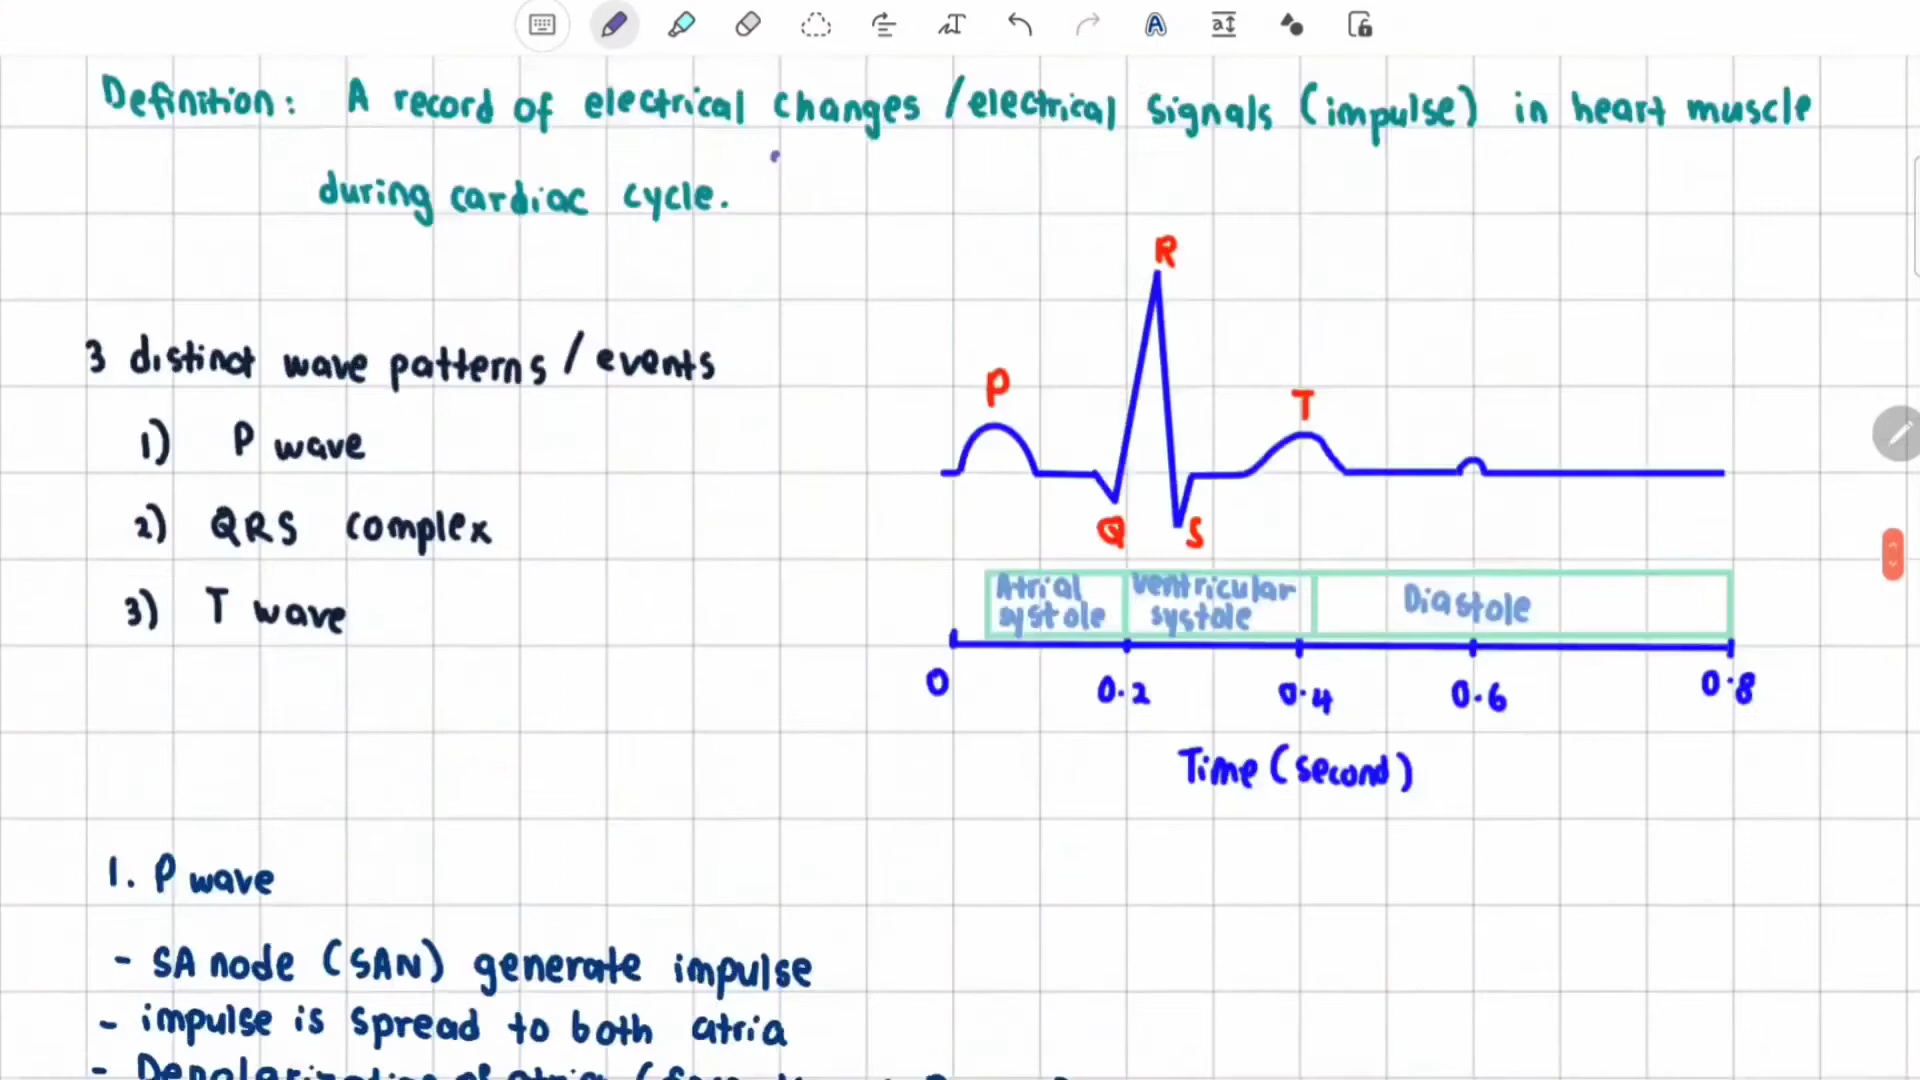 Definition: A record of electrical changes / electrical signals (impulse) in heart muscle
during cardiac cycle.
R
3 distinct wave patterns / events
P
T
1) P wave
2) QRS complex
Q S
3) T wave
Atrial systole
ventricular systole
Diastole
0 0.2 0.4 0.6 0.8
Time (second)
1. P wave
- SA node (SAN) generate impulse
- impulse is spread to both atria